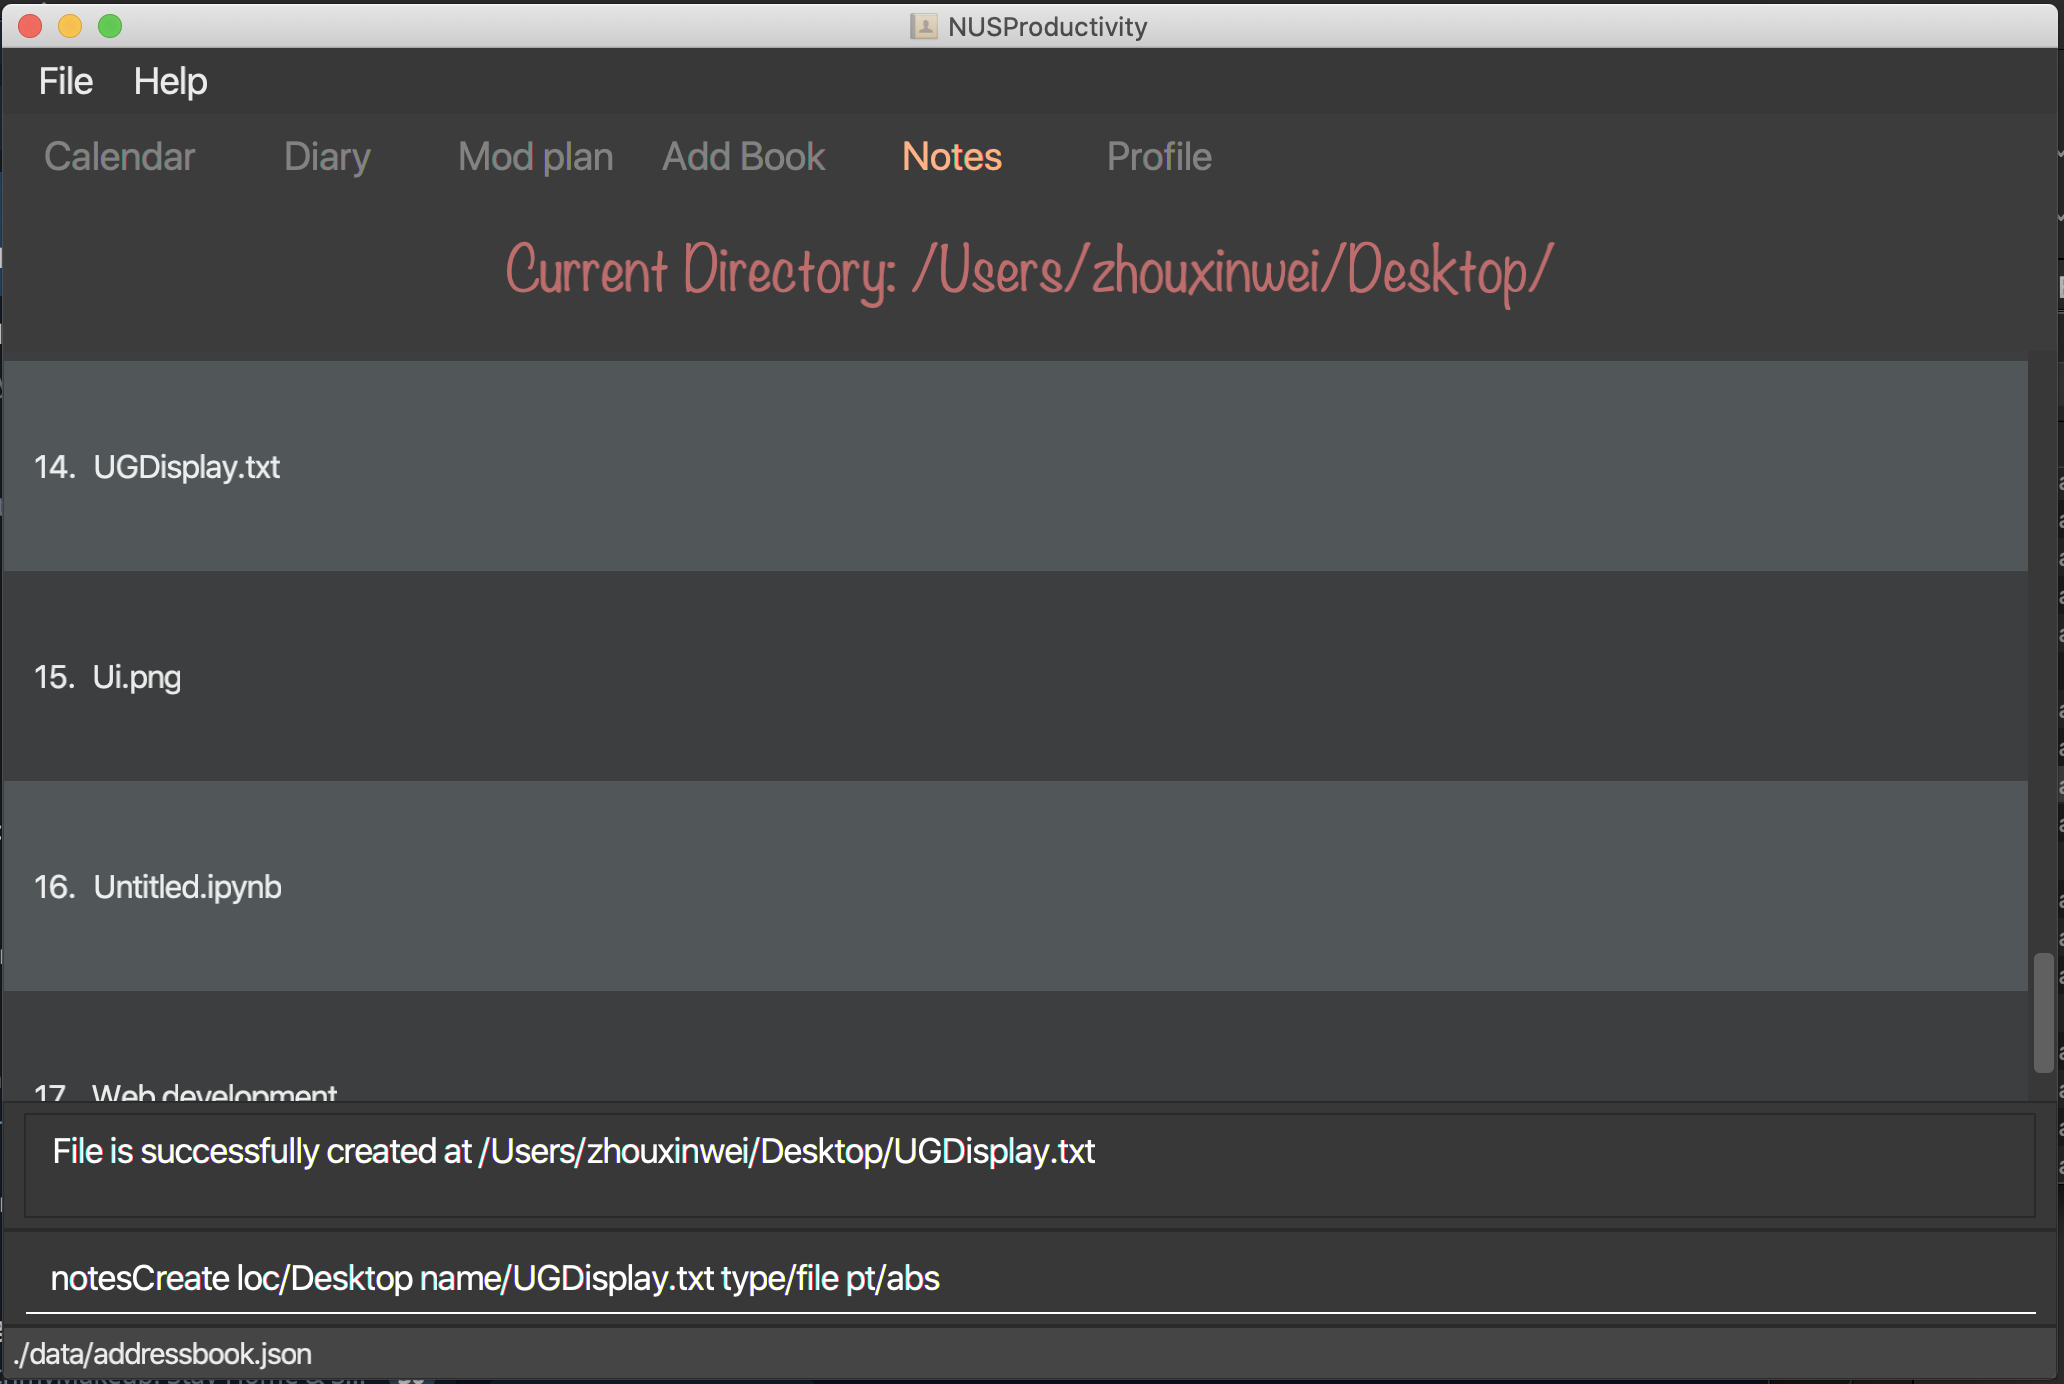 NUSProductivity
File Help
Calendar Diary Mod plan Add Book Notes Profile
Current Directory: /Users/zhouxinwei/Desktop/
14. UGDisplay.txt
15. Ui.png
16. Untitled.ipynb
17. Web development
File is successfully created at /Users/zhouxinwei/Desktop/UGDisplay.txt
notesCreate loc/Desktop name/UGDisplay.txt type/file pt/abs
./data/addressbook.json